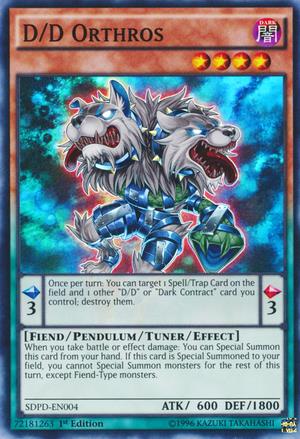 D/D Orthros
DARK
闇
Once per turn: You can target 1 Spell/Trap Card on the
field and 1 other "D/D" or "Dark Contract" card you
control; destroy them.
3
3
[Fiend/Pendulum/Tuner/Effect]
When you take battle or effect damage: You can Special Summon
this card from your hand. If this card is Special Summoned to your
field, you cannot Special Summon monsters for the rest of this
turn, except Fiend-Type monsters.
SDPD-EN004
ATK/ 600 DEF/1800
72181263 1st Edition
©1996 KAZUKI TAKAHASHI